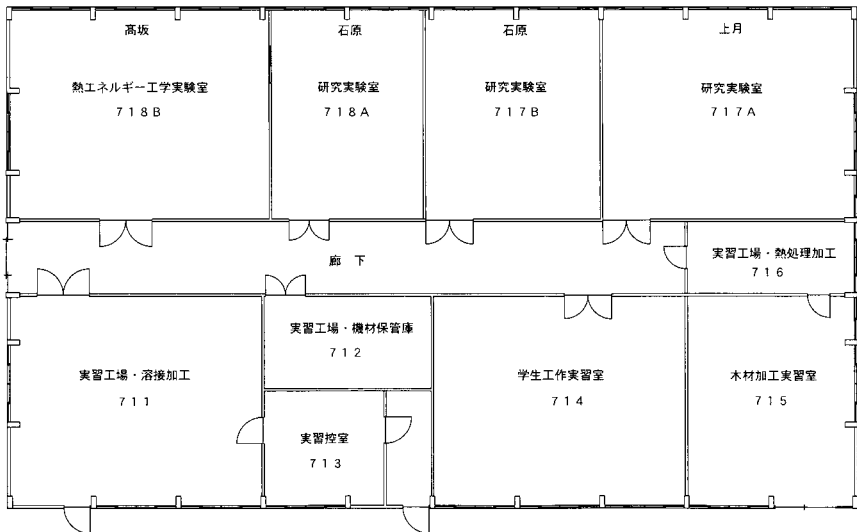 髙坂
熱エネルギー工学実験室
718B
石原
研究実験室
718A
石原
研究実験室
717B
上月
研究実験室
717A
廊下
実習工場・熱処理加工
716
実習工場・溶接加工
711
実習工場・機材保管庫
712
実習控室
713
学生工作実習室
714
木材加工実習室
715